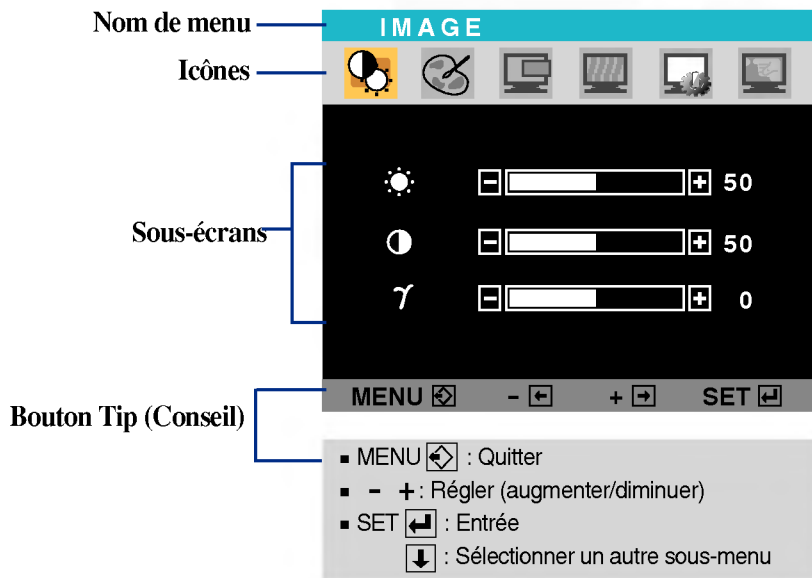 Nom de menu
IMAGE
Icônes
Sous-écrans
50
50
γ
0
Bouton Tip (Conseil)
MENU - + SET
■ MENU : Quitter
■ - + : Régler (augmenter/diminuer)
■ SET : Entrée
: Sélectionner un autre sous-menu